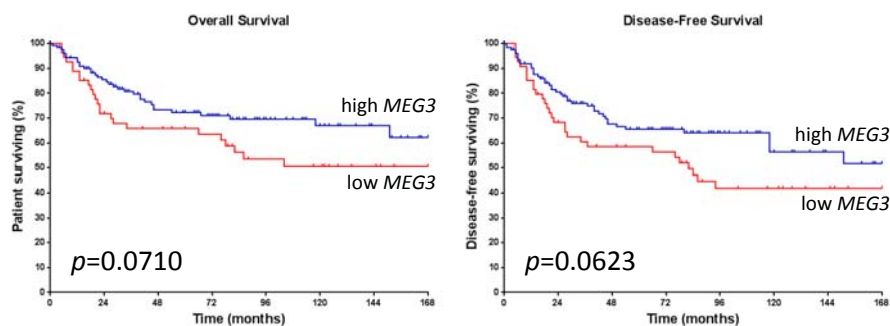 Overall Survival
Patient surviving (%)
100
90
80
70
60
50
40
30
20
10
0
high MEG3
low MEG3
p=0.0710
0 24 48 72 96 120 144 168
Time (months)
Disease-Free Survival
Disease-free surviving (%)
100
90
80
70
60
50
40
30
20
10
0
high MEG3
low MEG3
p=0.0623
0 24 48 72 96 120 144 168
Time (months)